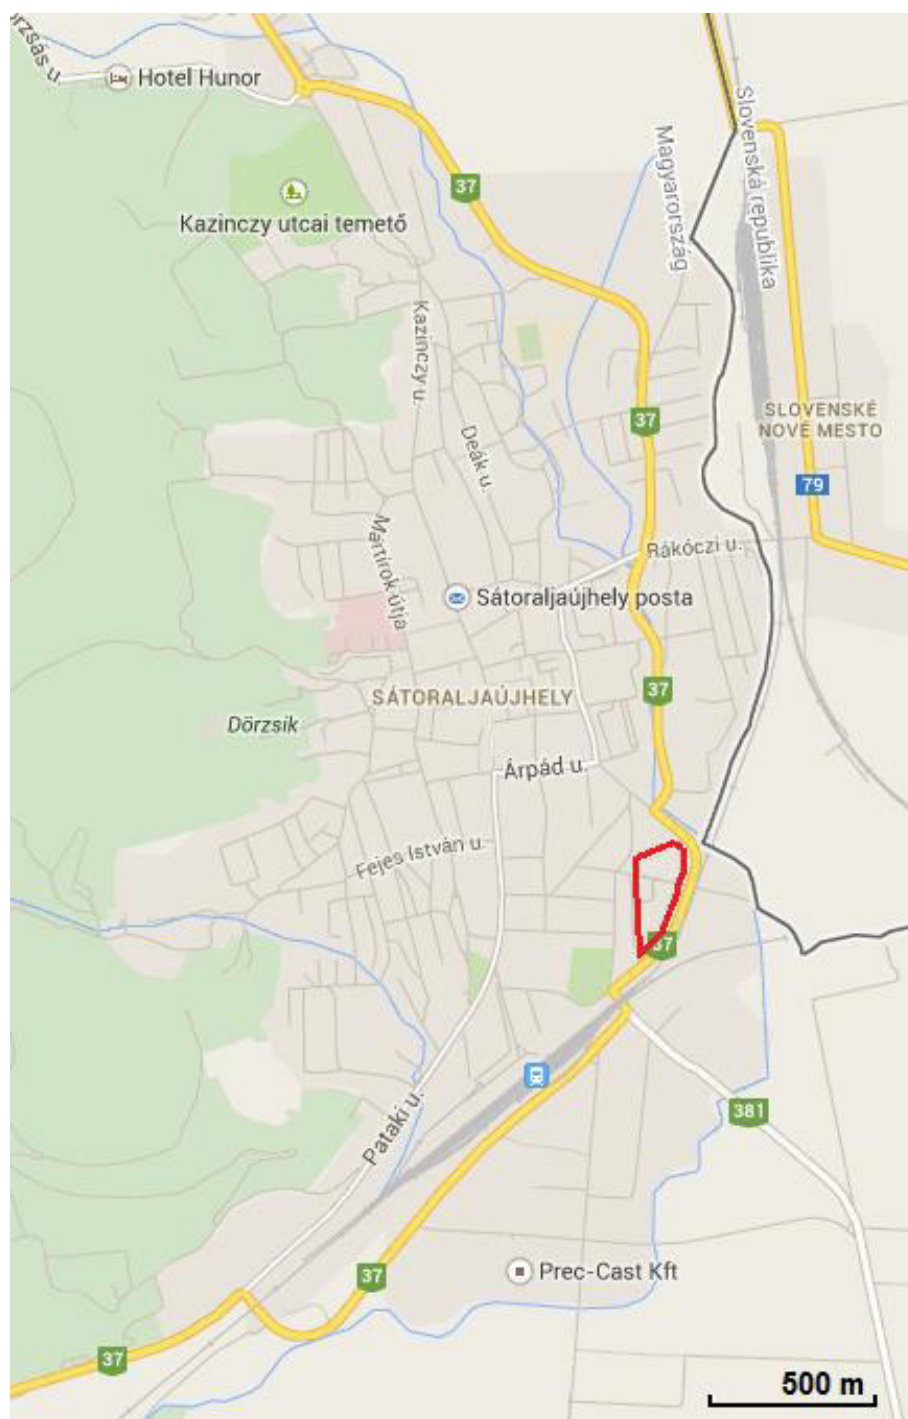 Hotel Hunor
Kazinczy utcai temető
37
Magyarország
Slovenská republika
Kazinczy u.
SLOVENSKÉ
NOVÉ MESTO
37
Deák u.
79
Mártírok útja
Rákóczi u.
Sátoraljaújhely posta
37
SÁTORALJAÚJHELY
Dörzsik
Árpád u.
Fejes István u.
37
381
Pataki u.
Prec-Cast Kft
37
37
500 m